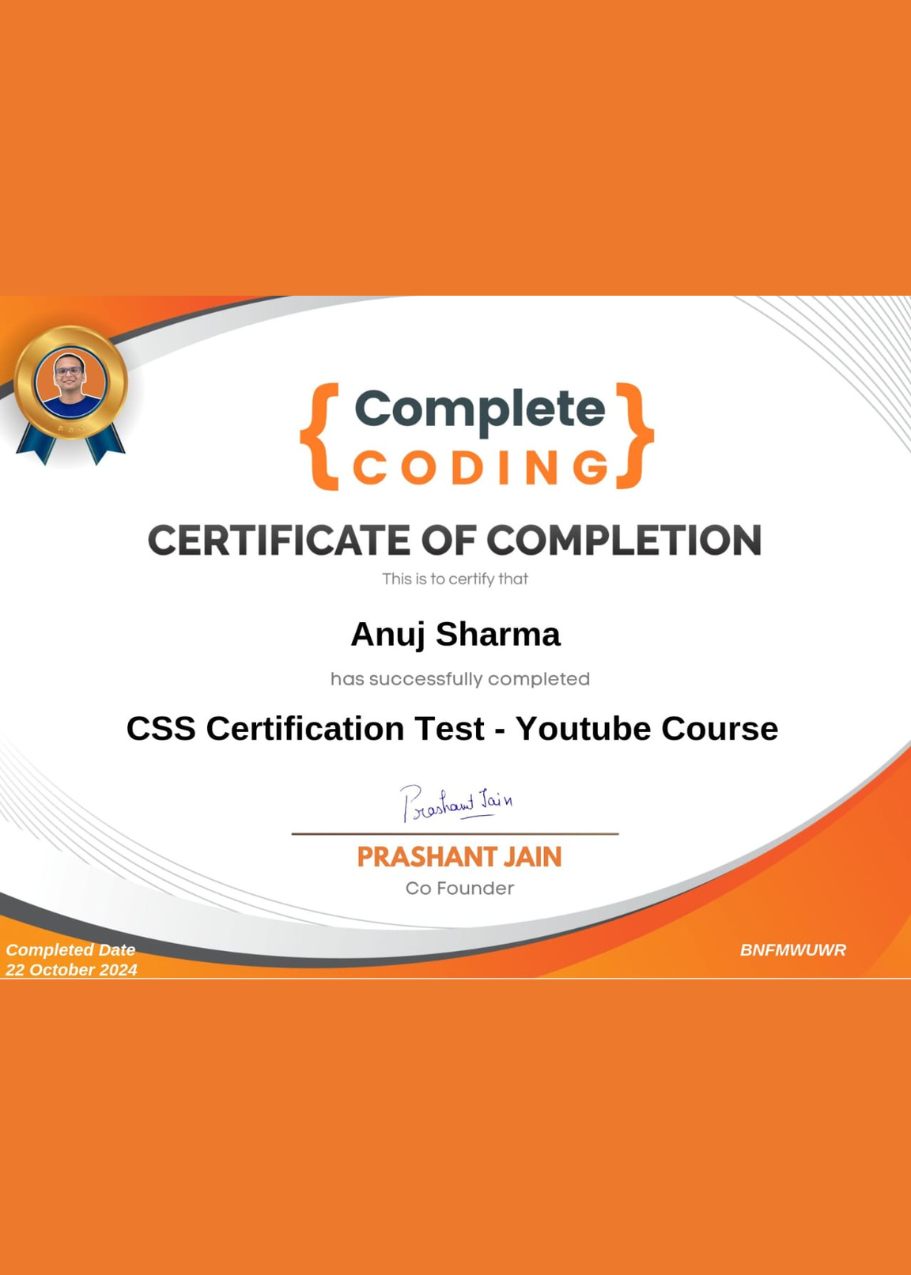 Complete
CODING
CERTIFICATE OF COMPLETION
This is to certify that
Anuj Sharma
has successfully completed
CSS Certification Test - Youtube Course
Prashant Jain
PRASHANT JAIN
Co Founder
Completed Date
22 October 2024
BNFMWUWR